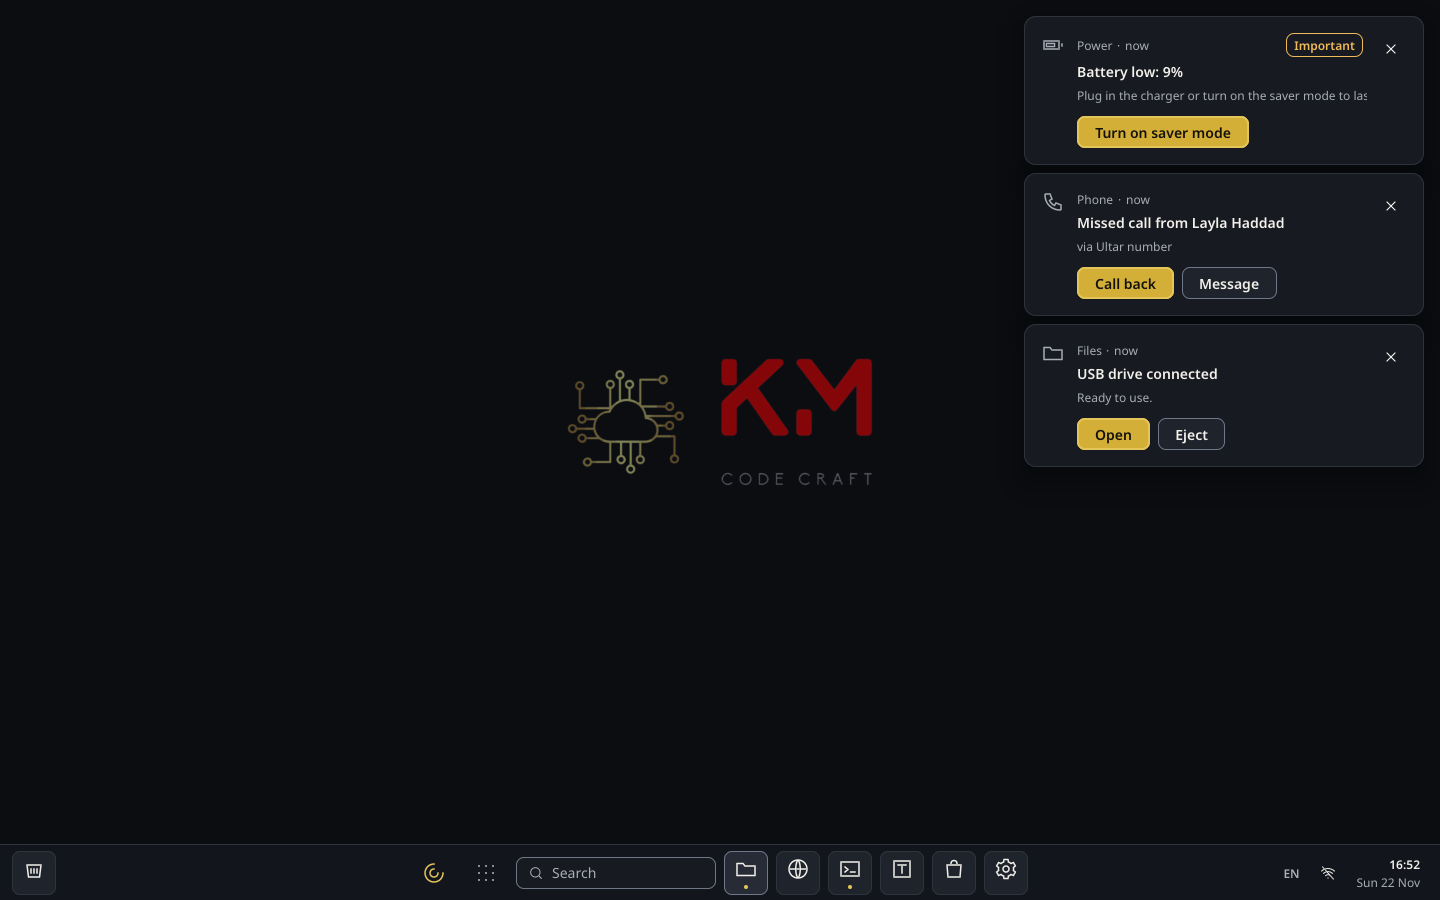 Power · now
Important
Battery low: 9%
Plug in the charger or turn on the saver mode to
Turn on saver mode
Phone · now
Missed call from Layla Haddad
via Ultar number
Call back
Message
Files · now
USB drive connected
Ready to use.
Open
Eject
KM
CODE CRAFT
Search
EN
16:52
Sun 22 Nov